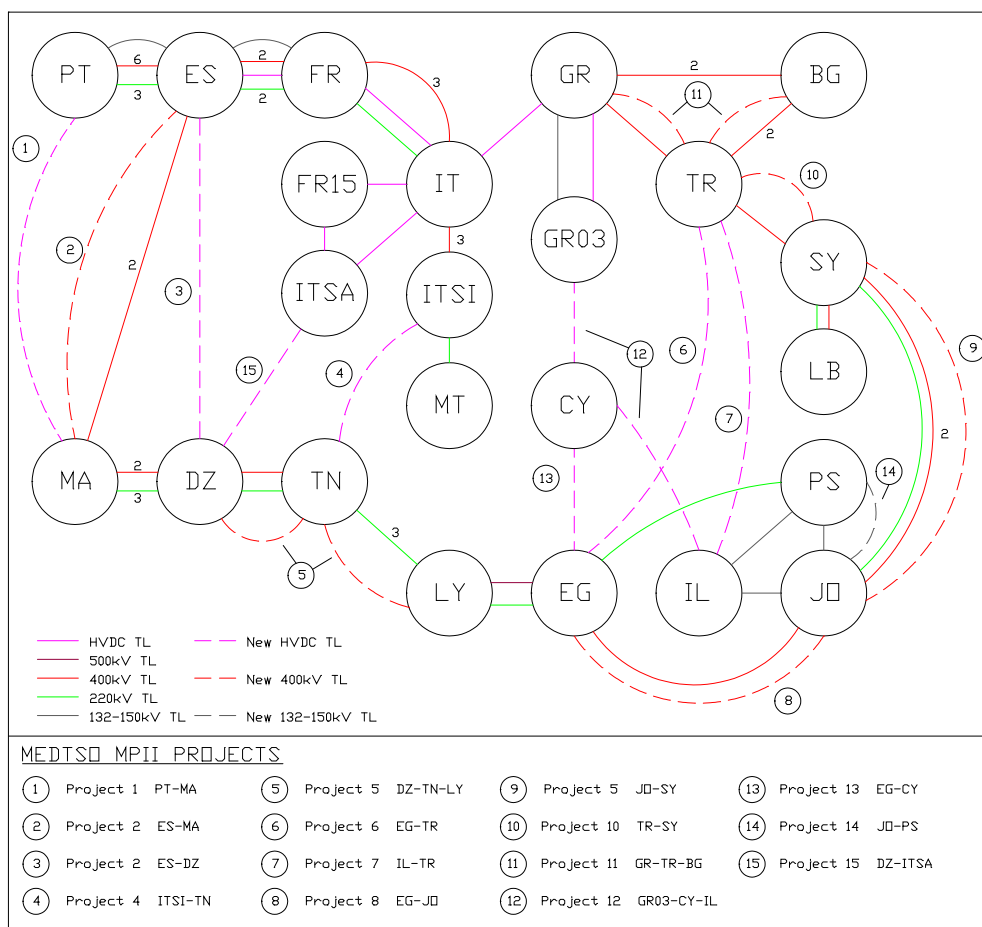 6
2
PT
ES
FR
GR
2
BG
3
2
3
11
2
1
FR15
IT
TR
10
GR03
3
2
2
ITSA
ITSI
SY
3
12
6
9
15
4
MT
CY
LB
7
2
MA
2
DZ
TN
13
PS
14
3
3
5
LY
EG
IL
JO
HVDC TL
New HVDC TL
500kV TL
400kV TL
New 400kV TL
220kV TL
8
132-150kV TL
New 132-150kV TL
MEDTSO MPII PROJECTS
1 Project 1 PT-MA
5 Project 5 DZ-TN-LY
9 Project 5 JO-SY
13 Project 13 EG-CY
2 Project 2 ES-MA
6 Project 6 EG-TR
10 Project 10 TR-SY
14 Project 14 JO-PS
3 Project 2 ES-DZ
7 Project 7 IL-TR
11 Project 11 GR-TR-BG
15 Project 15 DZ-ITSA
4 Project 4 ITSI-TN
8 Project 8 EG-JO
12 Project 12 GR03-CY-IL